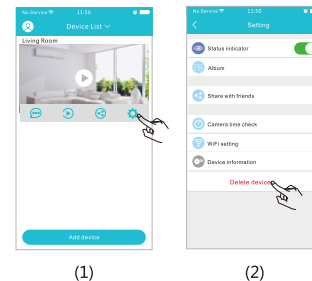 No Service 11:50
Device List
Living Room
Add device
(1)
No Service 11:50
Setting
Status indicator
Album
Share with friends
Camera time check
WiFi setting
Device information
Delete device
(2)